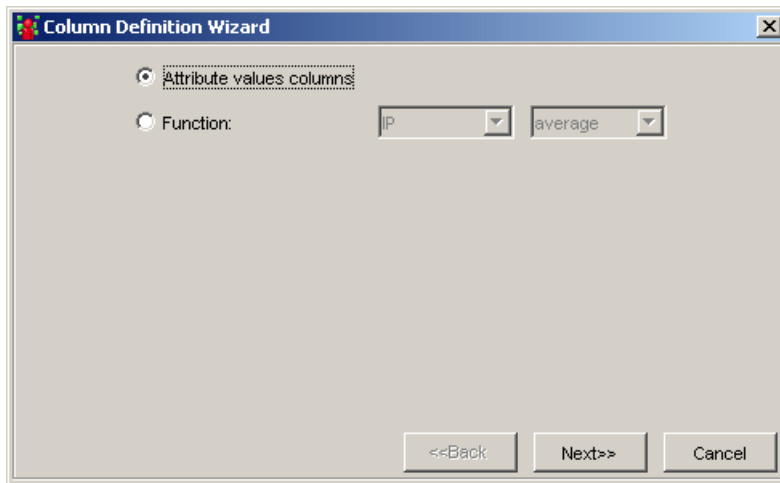 Column Definition Wizard
Attribute values columns
Function: IP average
<<Back Next>> Cancel